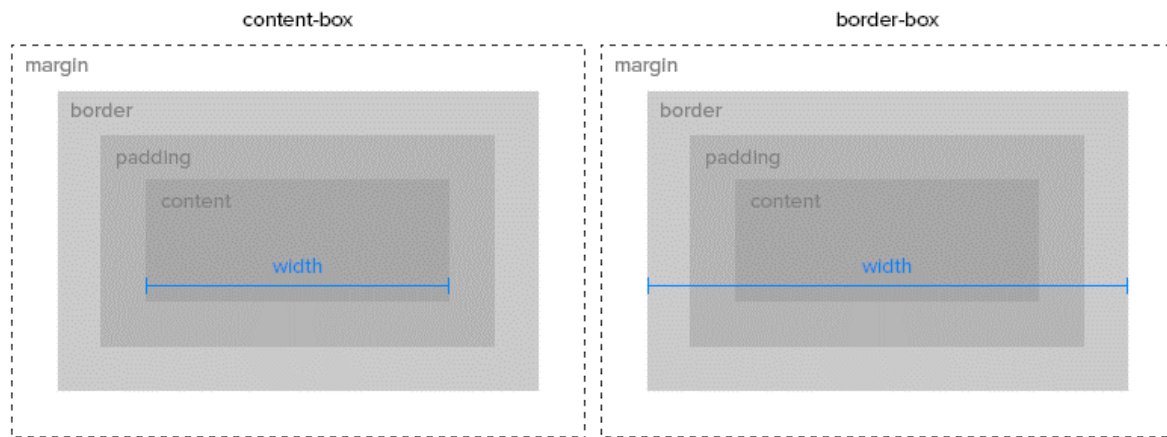 content-box
margin
border
padding
content
width
border-box
margin
border
padding
content
width